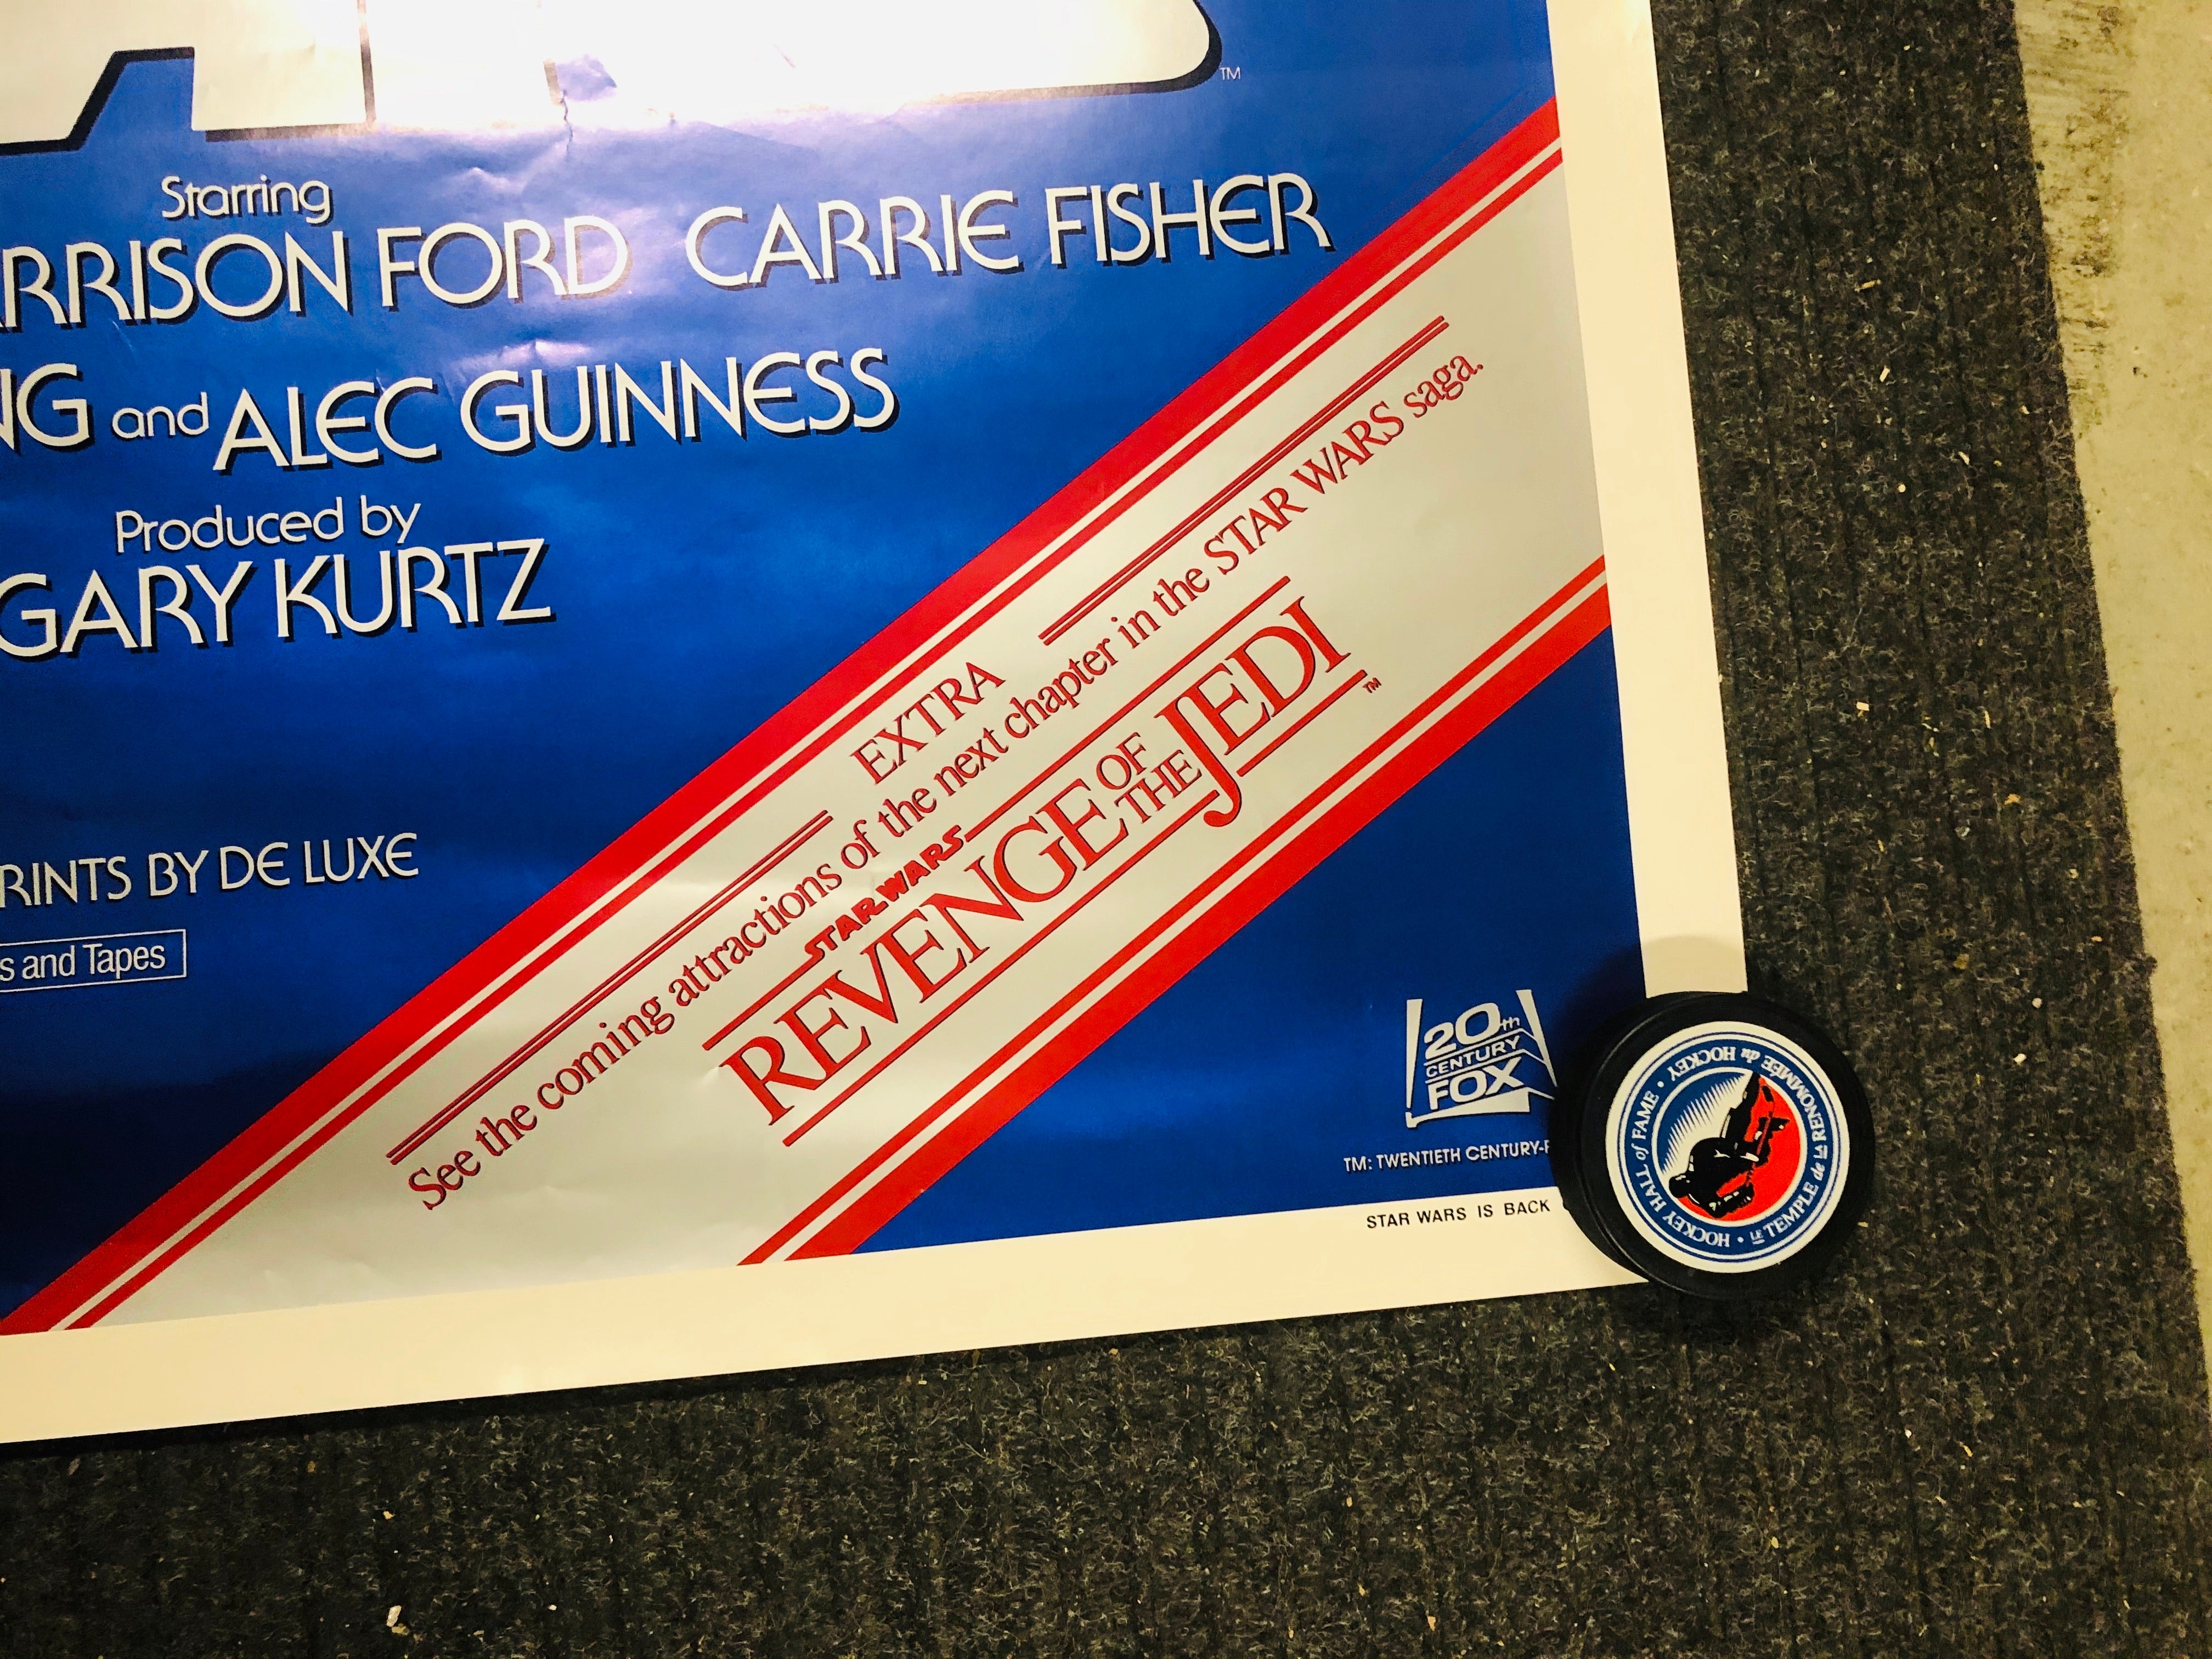 TM
Starring
RRISON FORD CARRIE FISHER
NG and ALEC GUINNESS
Produced by
GARY KURTZ
RINTS BY DE LUXE
s and Tapes
EXTRA
See the coming attractions of the next chapter in the STAR WARS saga.
STAR WARS
REVENGE OF THE JEDI TM
20th
CENTURY
FOX
TM: TWENTIETH CENTURY-F
STAR WARS IS BACK
HOCKEY HALL of FAME • LE TEMPLE de LA RENOMMÉE du HOCKEY •